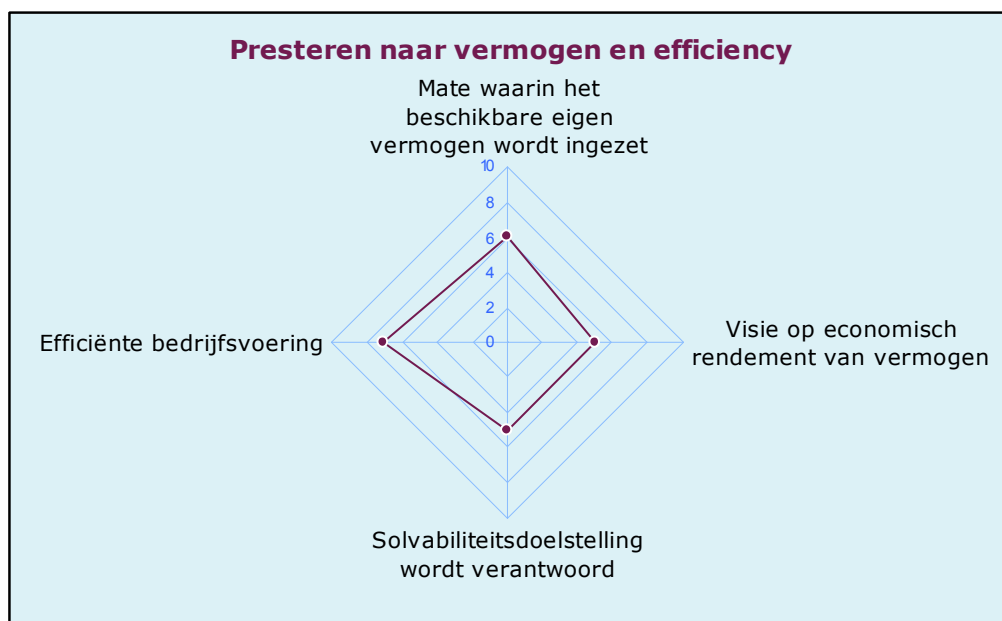 Presteren naar vermogen en efficiency
Mate waarin het
beschikbare eigen
vermogen wordt ingezet
10
8
6
4
2
0
Efficiënte bedrijfsvoering
Visie op economisch
rendement van vermogen
Solvabiliteitsdoelstelling
wordt verantwoord